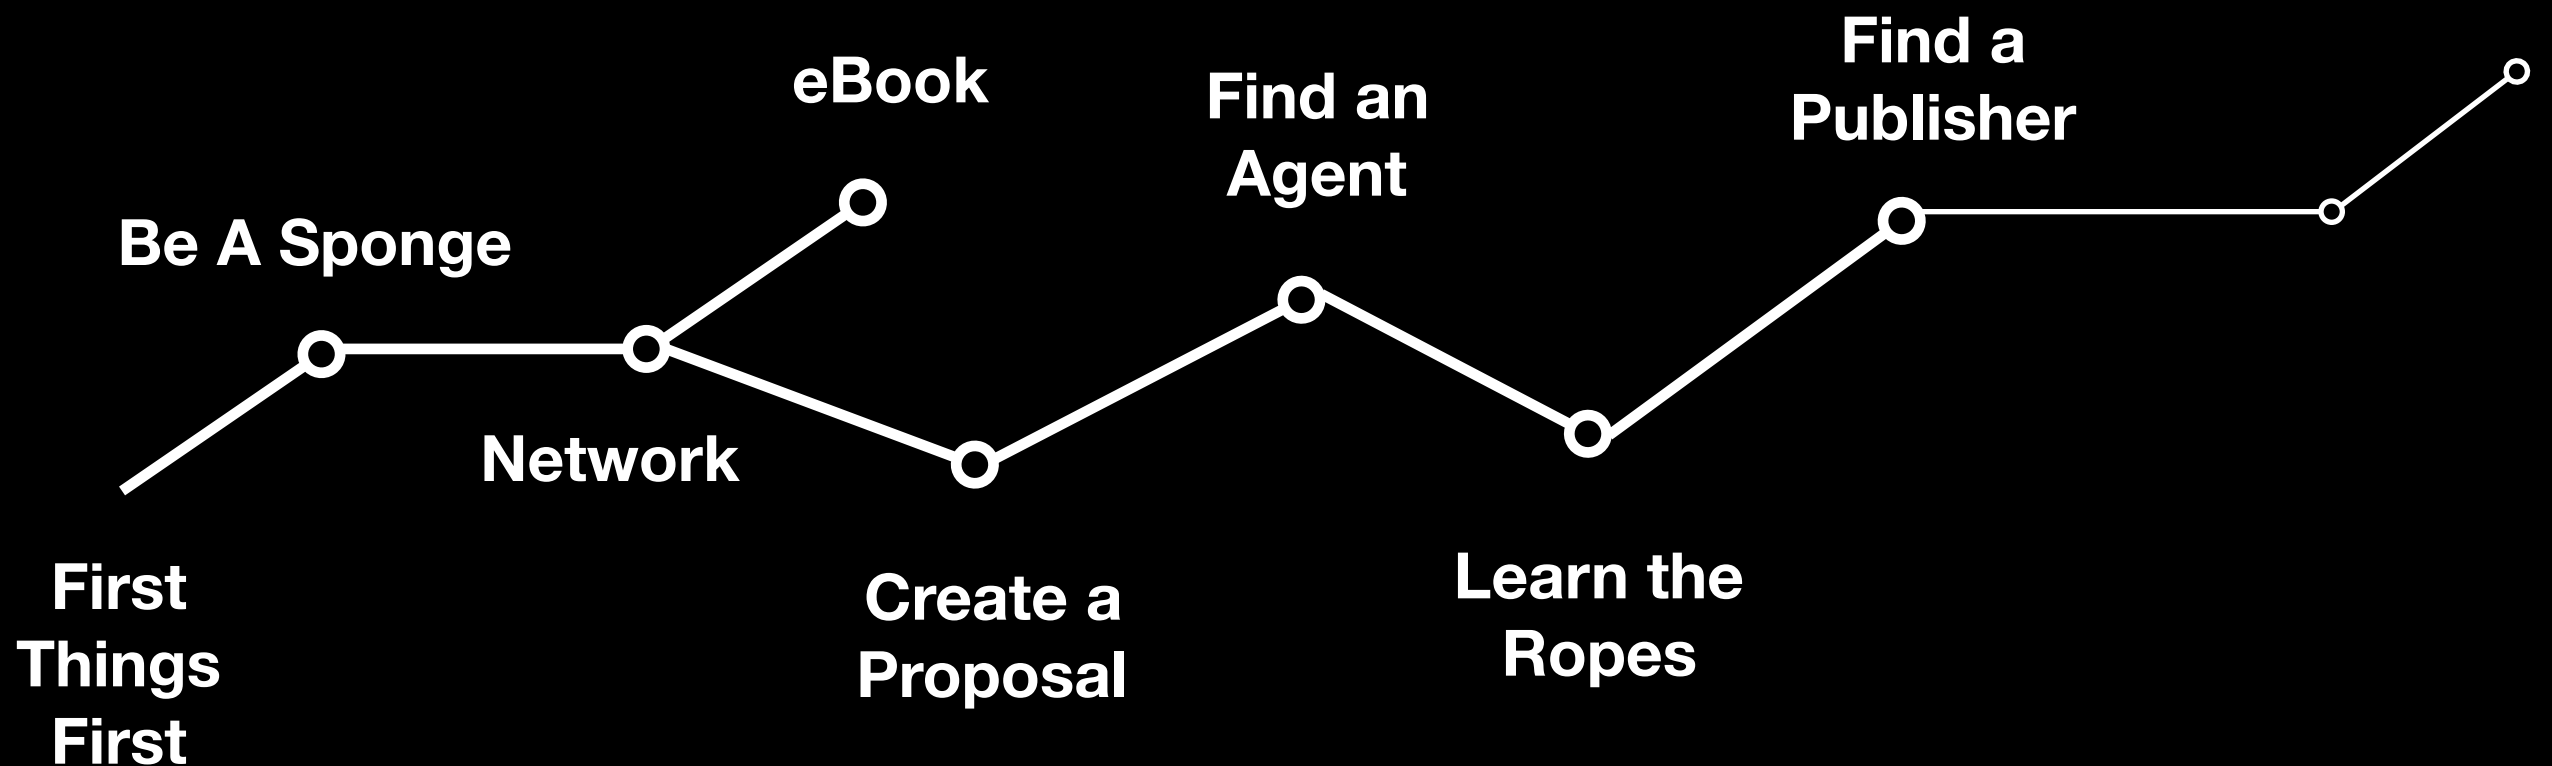 First
Things
First
Be A Sponge
Network
eBook
Create a
Proposal
Find an
Agent
Learn the
Ropes
Find a
Publisher